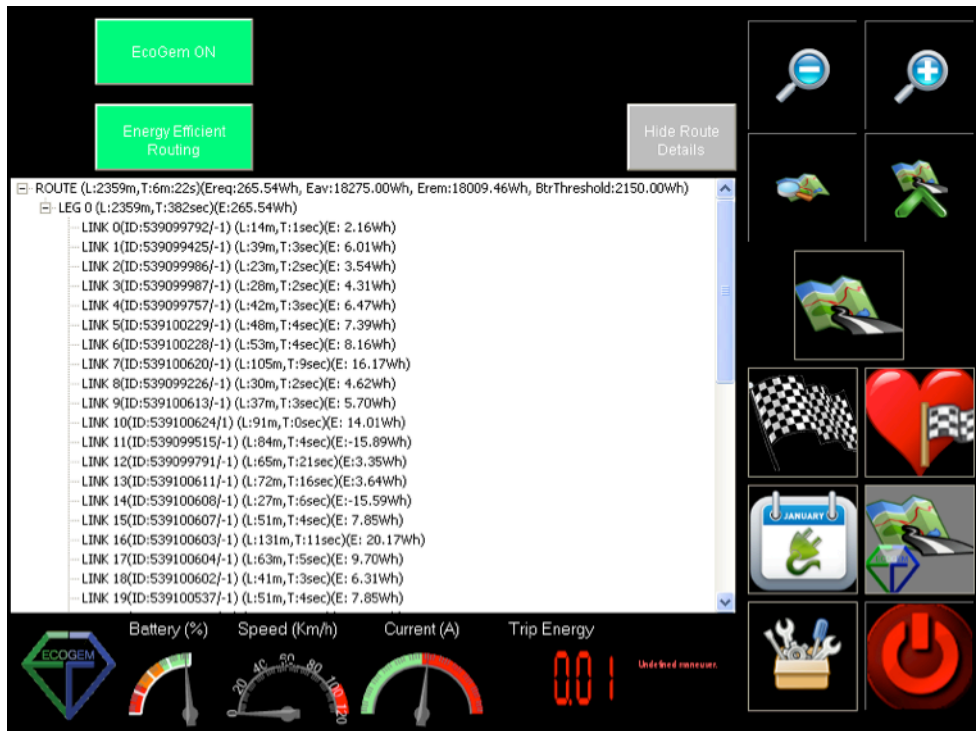 EcoGem ON
Energy Efficient
Routing
Hide Route
Details
ROUTE (L:2359m,T:6m:22s)(Ereq:265.54Wh, Eav:18275.00Wh, Erem:18009.46Wh, BtrThreshold:2150.00Wh)
LEG 0 (L:2359m,T:382sec)(E:265.54Wh)
LINK 0(ID:539099792/-1) (L:14m,T:1sec)(E: 2.16Wh)
LINK 1(ID:539099425/-1) (L:39m,T:3sec)(E: 6.01Wh)
LINK 2(ID:539099986/-1) (L:23m,T:2sec)(E: 3.54Wh)
LINK 3(ID:539099987/-1) (L:28m,T:2sec)(E: 4.31Wh)
LINK 4(ID:539099757/-1) (L:42m,T:3sec)(E: 6.47Wh)
LINK 5(ID:539100229/-1) (L:48m,T:4sec)(E: 7.39Wh)
LINK 6(ID:539100228/-1) (L:53m,T:4sec)(E: 8.16Wh)
LINK 7(ID:539100620/-1) (L:105m,T:9sec)(E: 16.17Wh)
LINK 8(ID:539099226/-1) (L:30m,T:2sec)(E: 4.62Wh)
LINK 9(ID:539100613/-1) (L:37m,T:3sec)(E: 5.70Wh)
LINK 10(ID:539100624/1) (L:91m,T:0sec)(E: 14.01Wh)
LINK 11(ID:539099515/-1) (L:84m,T:4sec)(E:-15.89Wh)
LINK 12(ID:539099791/-1) (L:65m,T:21sec)(E:3.35Wh)
LINK 13(ID:539100611/-1) (L:72m,T:16sec)(E:3.64Wh)
LINK 14(ID:539100608/-1) (L:27m,T:6sec)(E:-15.59Wh)
LINK 15(ID:539100607/-1) (L:51m,T:4sec)(E: 7.85Wh)
LINK 16(ID:539100603/-1) (L:131m,T:11sec)(E: 20.17Wh)
LINK 17(ID:539100604/-1) (L:63m,T:5sec)(E: 9.70Wh)
LINK 18(ID:539100602/-1) (L:41m,T:3sec)(E: 6.31Wh)
LINK 19(ID:539100537/-1) (L:51m,T:4sec)(E: 7.85Wh)
JANUARY
Battery (%) Speed (Km/h) Current (A) Trip Energy
ECOGEM
0 20 40 60 80 100 120
0.01
Undefined maneuver.